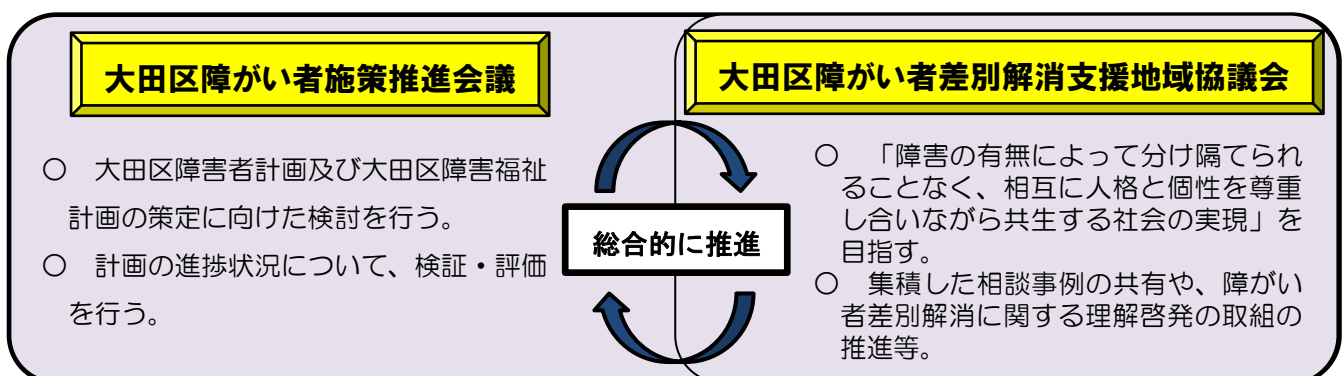 大田区障がい者施策推進会議
〇　大田区障害者計画及び大田区障害福祉
計画の策定に向けた検討を行う。
〇　計画の進捗状況について、検証・評価
を行う。
総合的に推進
大田区障がい者差別解消支援地域協議会
〇　「障害の有無によって分け隔てられ
ることなく、相互に人格と個性を尊重
し合いながら共生する社会の実現」を
目指す。
〇　集積した相談事例の共有や、障がい
者差別解消に関する理解啓発の取組の
推進等。